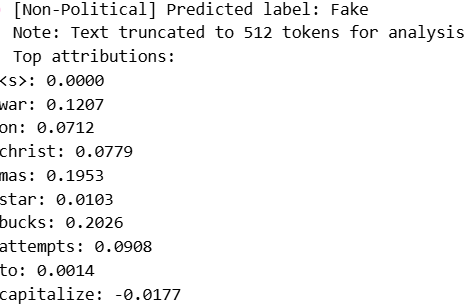 [Non-Political] Predicted label: Fake
Note: Text truncated to 512 tokens for analysis
Top attributions:
<s>: 0.0000
war: 0.1207
on: 0.0712
christ: 0.0779
mas: 0.1953
star: 0.0103
bucks: 0.2026
attempts: 0.0908
to: 0.0014
capitalize: -0.0177